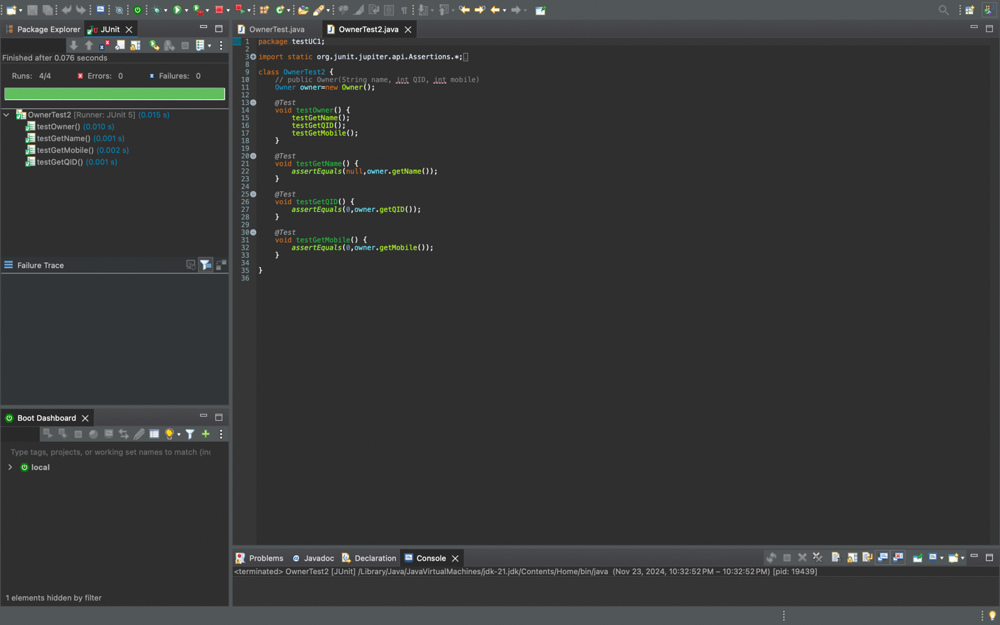 Package Explorer
JUnit
Finished after 0.076 seconds
Runs: 4/4
Errors: 0
Failures: 0
OwnerTest2 [Runner: JUnit 5] (0.015 s)
testOwner() (0.010 s)
testGetName() (0.001 s)
testGetMobile() (0.002 s)
testGetQID() (0.001 s)
Failure Trace
Boot Dashboard
Type tags, projects, or working set names to match (inc
local
1 elements hidden by filter
OwnerTest.java
OwnerTest2.java
1 package testUC1;
2
3 import static org.junit.jupiter.api.Assertions.*;
8
9 class OwnerTest2 {
10 // public Owner(String name, int QID, int mobile)
11 Owner owner=new Owner();
12
13 @Test
14 void testOwner() {
15 testGetName();
16 testGetQID();
17 testGetMobile();
18 }
19
20 @Test
21 void testGetName() {
22 assertEquals(null,owner.getName());
23 }
24
25 @Test
26 void testGetQID() {
27 assertEquals(0,owner.getQID());
28 }
29
30 @Test
31 void testGetMobile() {
32 assertEquals(0,owner.getMobile());
33 }
34
35 }
36
Problems
Javadoc
Declaration
Console
<terminated> OwnerTest2 [JUnit] /Library/Java/JavaVirtualMachines/jdk-21.jdk/Contents/Home/bin/java (Nov 23, 2024, 10:32:52 PM – 10:32:52 PM) [pid: 19439]